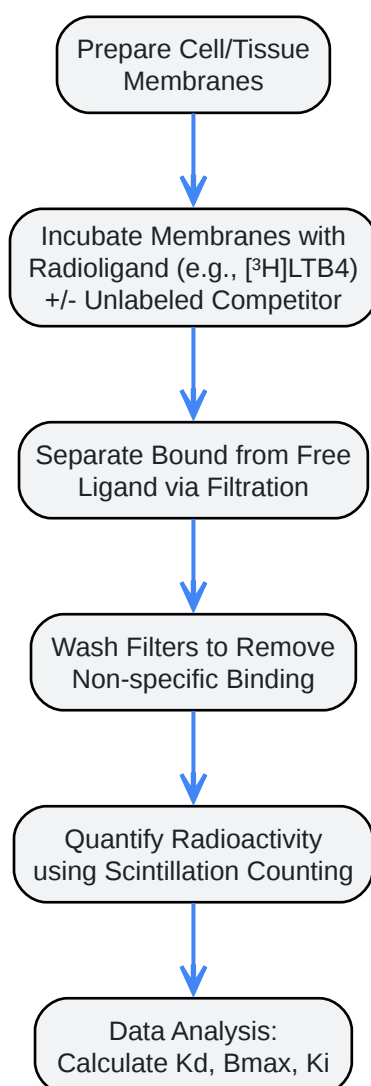 Prepare Cell/Tissue
Membranes
Incubate Membranes with
Radioligand (e.g., [³H]LTB4)
+/- Unlabeled Competitor
Separate Bound from Free
Ligand via Filtration
Wash Filters to Remove
Non-specific Binding
Quantify Radioactivity
using Scintillation Counting
Data Analysis:
Calculate Kd, Bmax, Ki